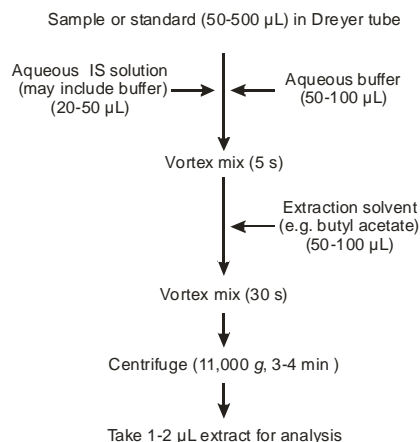 Sample or standard (50-500 µL) in Dreyer tube
Aqueous IS solution
(may include buffer)
(20-50 µL)
Aqueous buffer
(50-100 µL)
Vortex mix (5 s)
Extraction solvent
(e.g. butyl acetate)
(50-100 µL)
Vortex mix (30 s)
Centrifuge (11,000 g, 3-4 min )
Take 1-2 µL extract for analysis